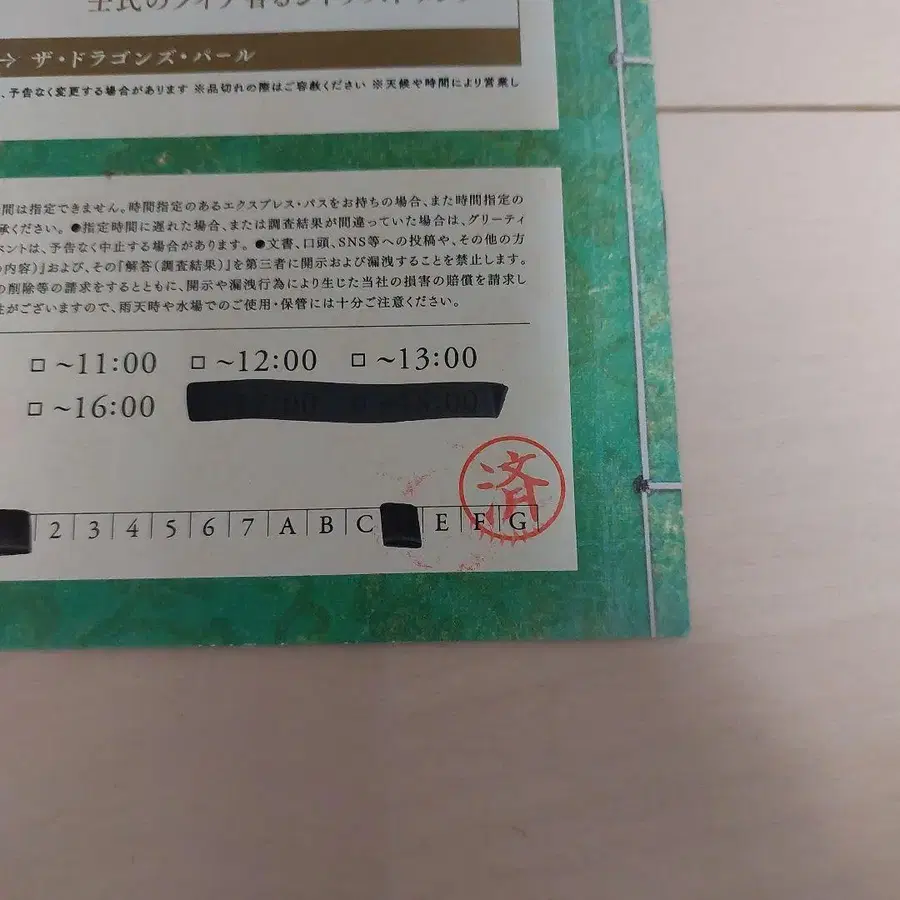 → ザ・ドラゴンズ・パール
、予告なく変更する場合があります ※品切れの際はご容赦ください ※天候や時間により営業し
間は指定できません。時間指定のあるエクスプレス・パスをお持ちの場合、また時間指定の
承ください。 ●指定時間に遅れた場合、または調査結果が間違っていた場合は、グリーティ
ベントは、予告なく中止する場合があります。 ●文書、口頭、SNS等への投稿や、その他の方
の内容)』および、その『解答(調査結果)』を第三者に開示および漏洩することを禁止します。
の削除等の請求をするとともに、開示や漏洩行為により生じた当社の損害の賠償を請求し
性がございますので、雨天時や水場でのご使用・保管には十分ご注意ください。
□ ~11:00 □ ~12:00 □ ~13:00
□ ~16:00
済
2 3 4 5 6 7 A B C E F G